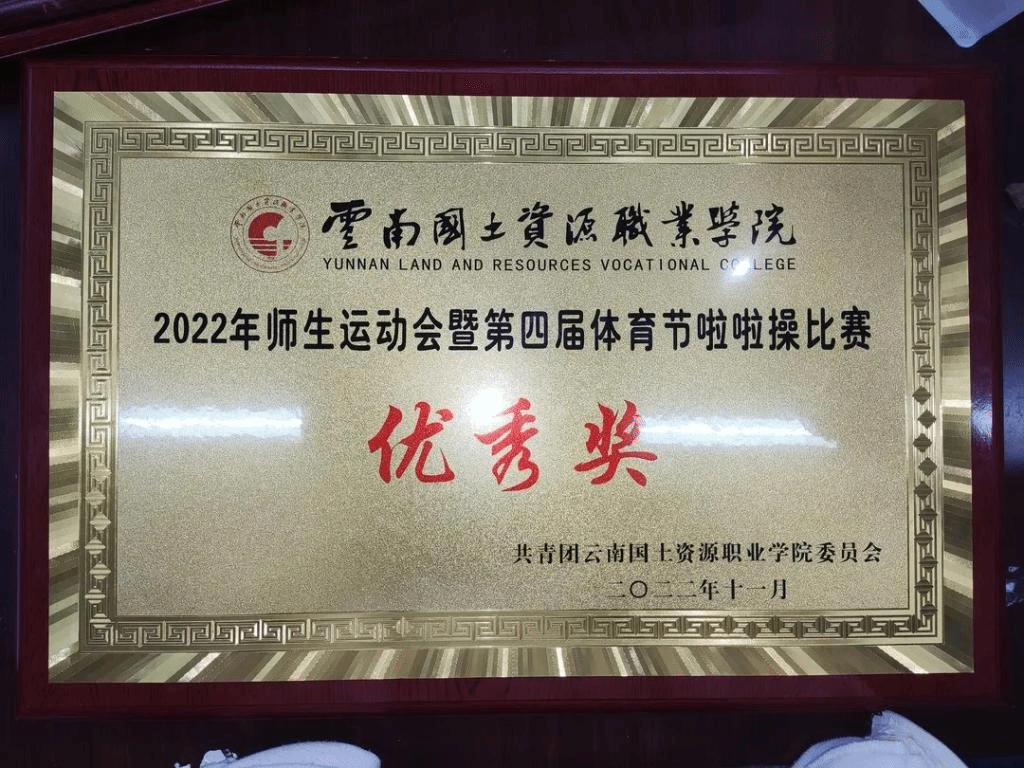 雲南國土資源職業學院
YUNNAN LAND AND RESOURCES VOCATIONAL COLLEGE
2022年师生运动会暨第四届体育节啦啦操比赛
优秀奖
共青团云南国土资源职业学院委员会
二〇二二年十一月